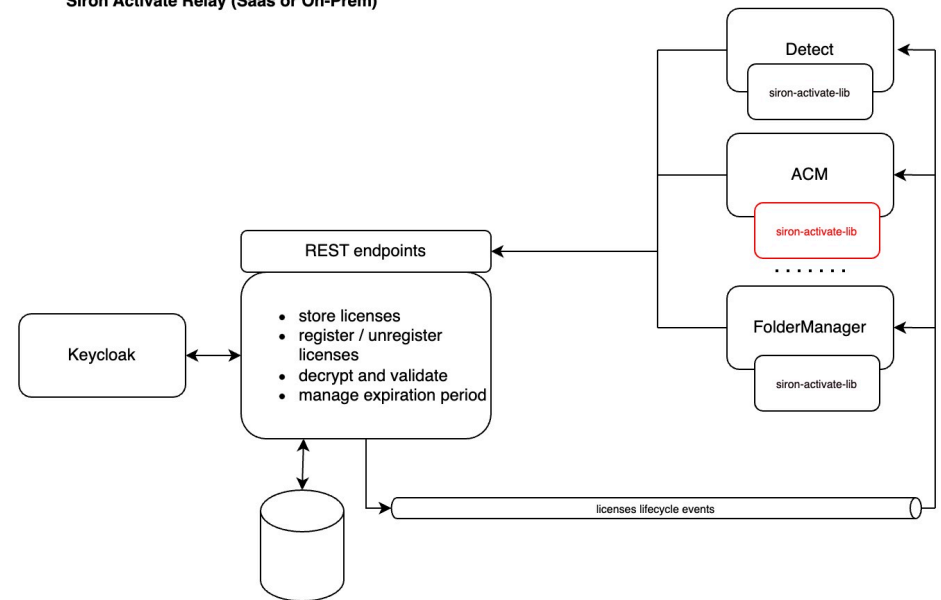 Siron Activate Relay (Saas or On-Prem)
Detect
siron-activate-lib
ACM
siron-activate-lib
.......
REST endpoints
FolderManager
siron-activate-lib
Keycloak
• store licenses
• register / unregister
licenses
• decrypt and validate
• manage expiration period
licenses lifecycle events